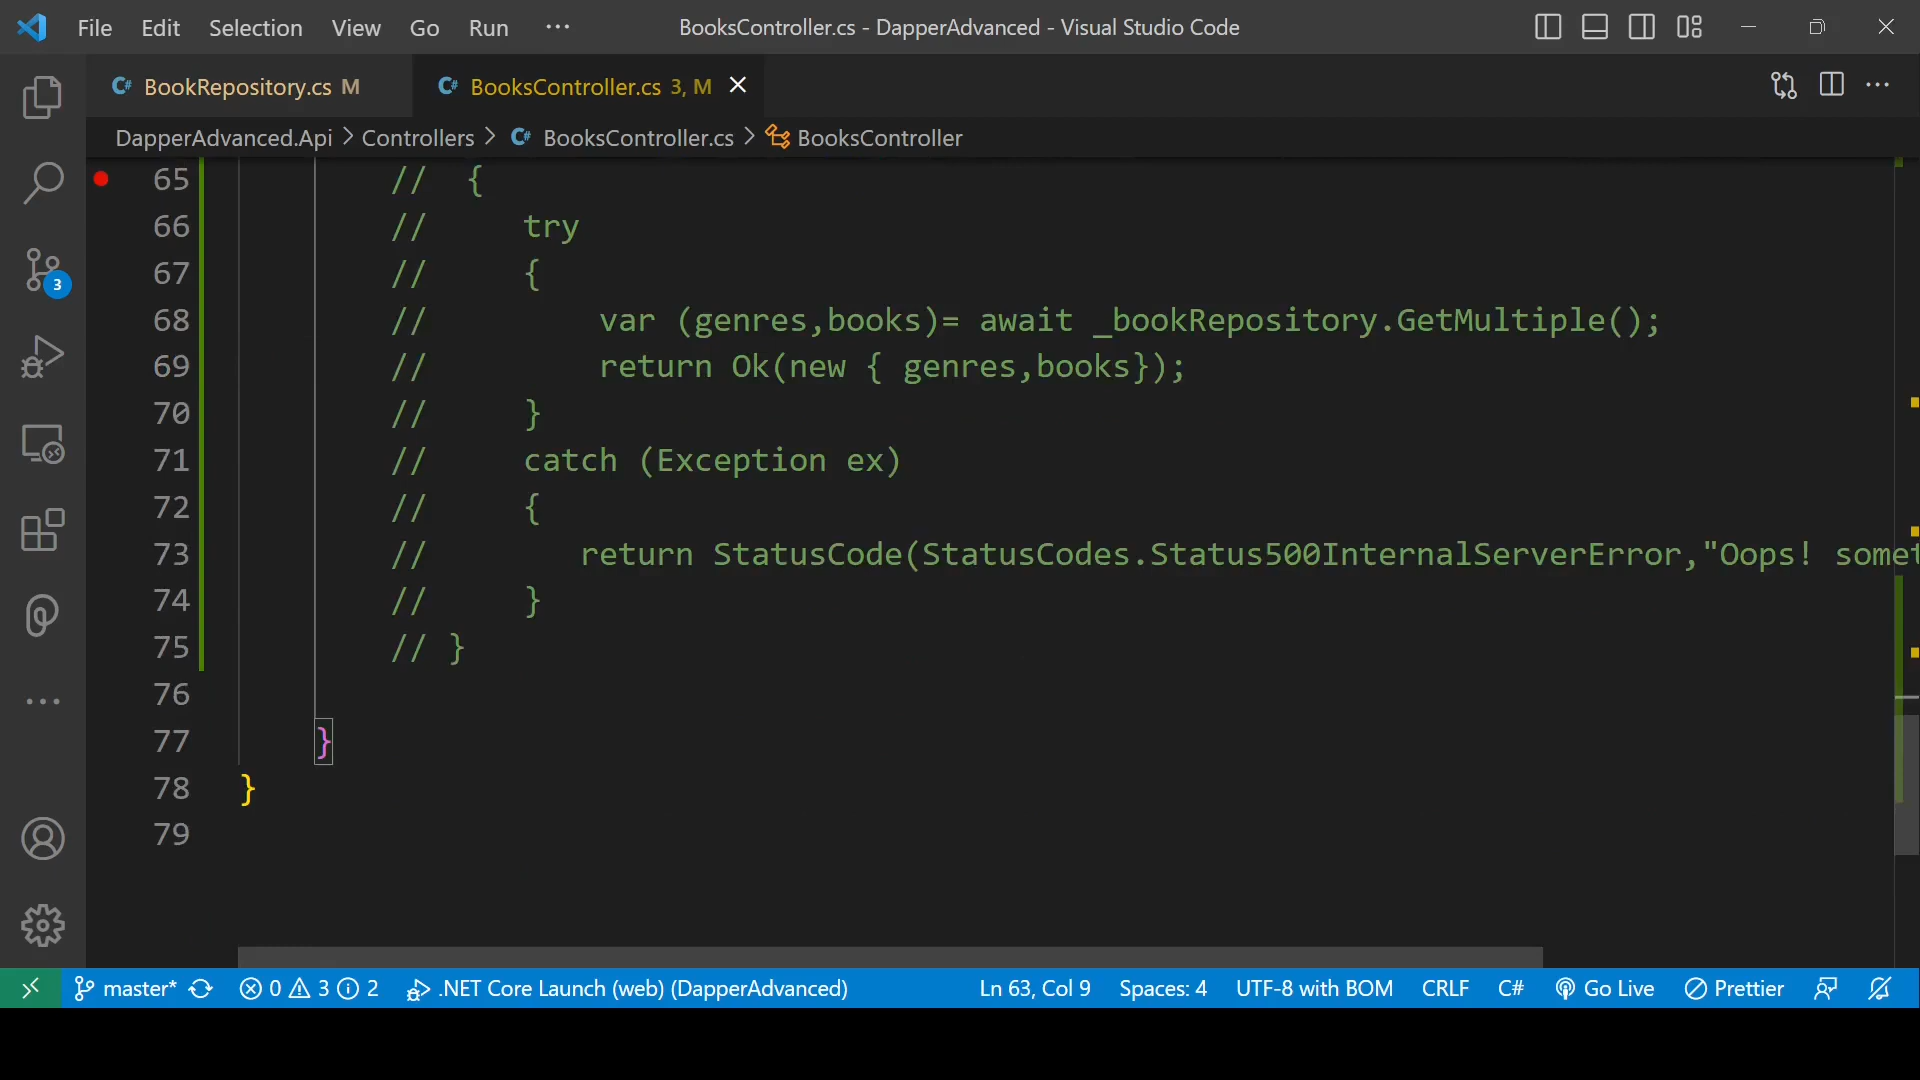 File Edit Selection View Go Run ··· BooksController.cs - DapperAdvanced - Visual Studio Code
C# BookRepository.cs M C# BooksController.cs 3, M
DapperAdvanced.Api > Controllers > C# BooksController.cs > BooksController
65 // {
66 // try
67 // {
68 // var (genres,books)= await _bookRepository.GetMultiple();
69 // return Ok(new { genres,books});
70 // }
71 // catch (Exception ex)
72 // {
73 // return StatusCode(StatusCodes.Status500InternalServerError,"Oops! somet
74 // }
75 // }
76
77 }
78 }
79
3
master* 0 3 2 .NET Core Launch (web) (DapperAdvanced) Ln 63, Col 9 Spaces: 4 UTF-8 with BOM CRLF C# Go Live Prettier